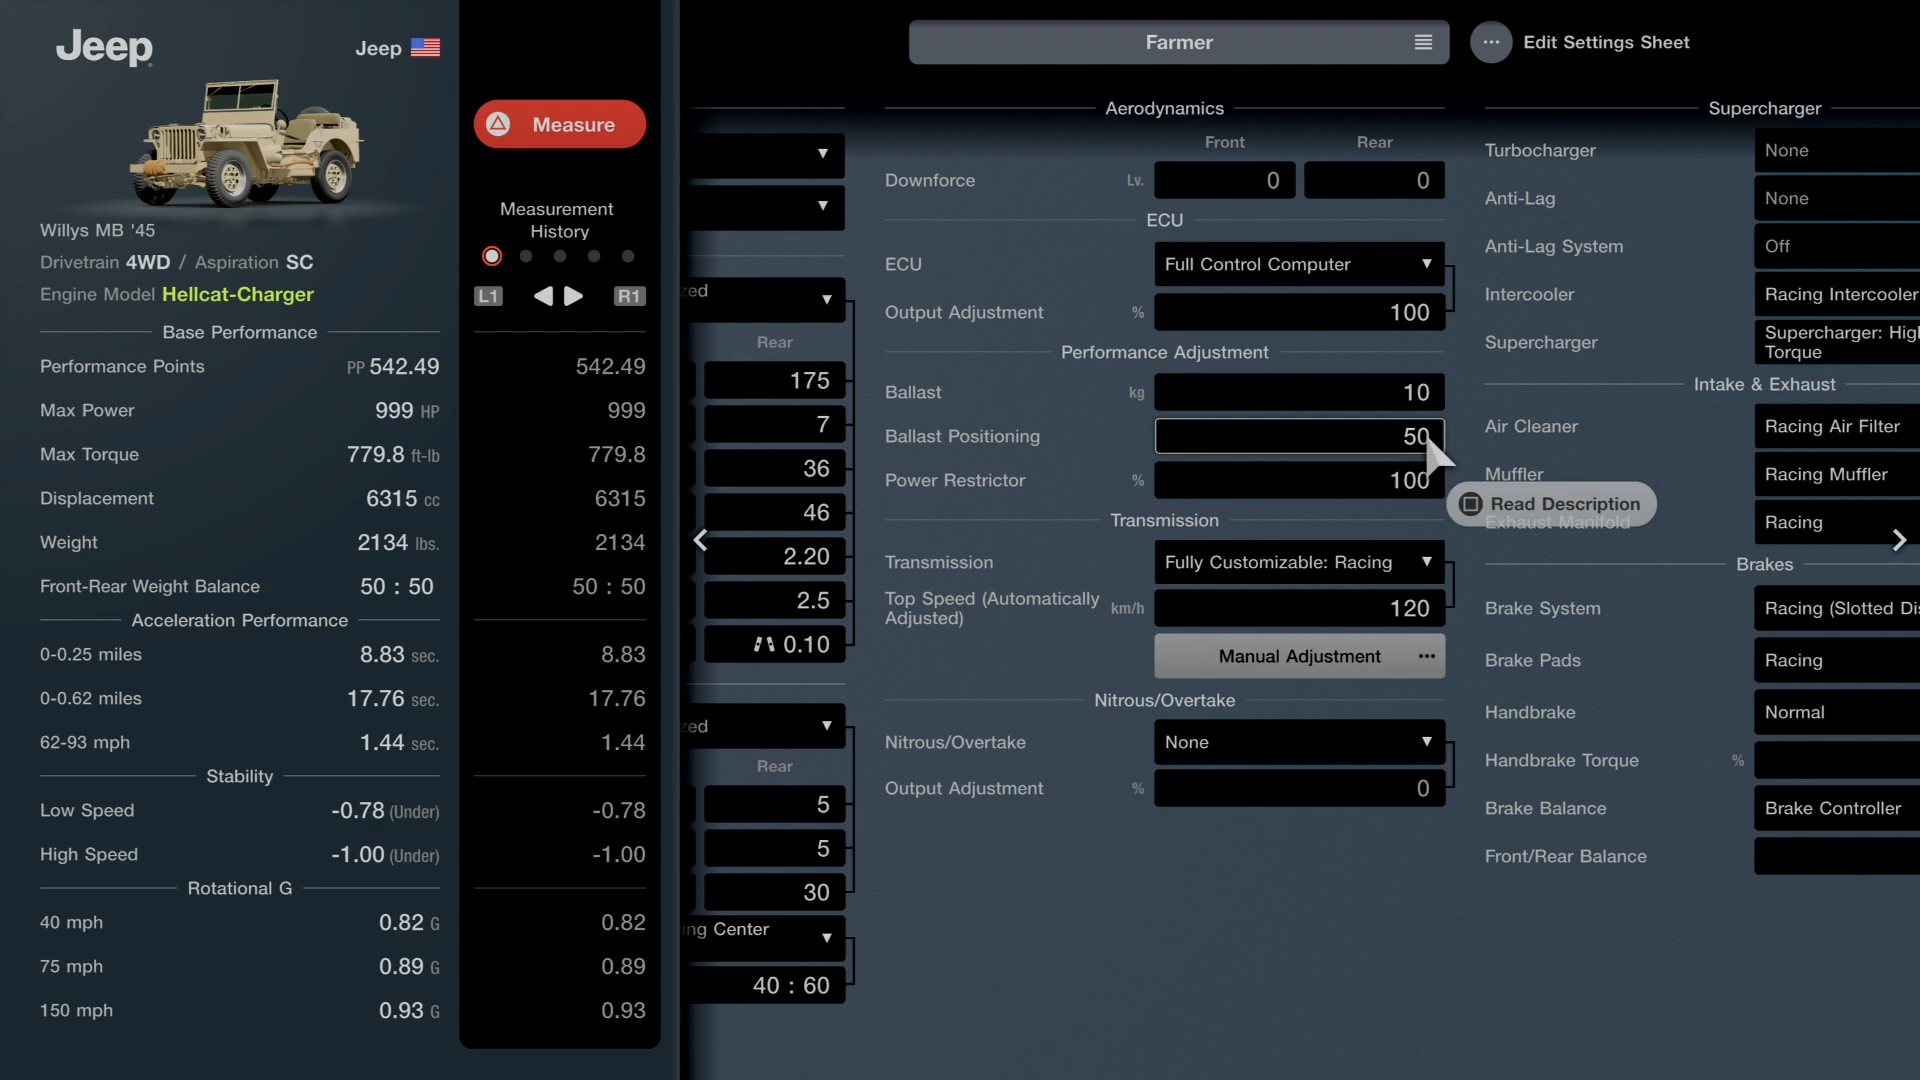 Jeep
Jeep
Willys MB '45
Drivetrain 4WD / Aspiration SC
Engine Model Hellcat-Charger
Base Performance
Performance Points PP 542.49
Max Power 999 HP
Max Torque 779.8 ft-lb
Displacement 6315 cc
Weight 2134 lbs.
Front-Rear Weight Balance 50 : 50
Acceleration Performance
0-0.25 miles 8.83 sec.
0-0.62 miles 17.76 sec.
62-93 mph 1.44 sec.
Stability
Low Speed -0.78 (Under)
High Speed -1.00 (Under)
Rotational G
40 mph 0.82 G
75 mph 0.89 G
150 mph 0.93 G
Measure
Measurement
History
L1 R1
542.49
999
779.8
6315
2134
50 : 50
8.83
17.76
1.44
-0.78
-1.00
0.82
0.89
0.93
Farmer
Edit Settings Sheet
zed
Rear
175
7
36
46
2.20
2.5
0.10
zed
Rear
5
5
30
ing Center
40 : 60
Aerodynamics
Front Rear
Downforce Lv. 0 0
ECU
ECU Full Control Computer
Output Adjustment % 100
Performance Adjustment
Ballast kg 10
Ballast Positioning 50
Power Restrictor % 100
Transmission
Transmission Fully Customizable: Racing
Top Speed (Automatically
Adjusted) km/h 120
Manual Adjustment
Nitrous/Overtake
Nitrous/Overtake None
Output Adjustment % 0
Supercharger
Turbocharger None
Anti-Lag None
Anti-Lag System Off
Intercooler Racing Intercooler
Supercharger Supercharger: Hig
Torque
Intake & Exhaust
Air Cleaner Racing Air Filter
Muffler Racing Muffler
Read Description
Exhaust Manifold Racing
Brakes
Brake System Racing (Slotted Dis
Brake Pads Racing
Handbrake Normal
Handbrake Torque %
Brake Balance Brake Controller
Front/Rear Balance